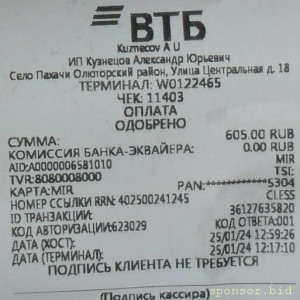 ВТБ
Kuznecov A U
ИП Кузнецов Александр Юрьевич
Село Пахачи Олюторский район, Улица Центральная д. 18
ТЕРМИНАЛ: W0122465
ЧЕК: 11403
ОПЛАТА
ОДОБРЕНО
СУММА: 605.00 RUB
КОМИССИЯ БАНКА-ЭКВАЙЕРА: 0.00 RUB
AID:A0000006581010 MIR
TVR:8080008000 TSI:
КАРТА:MIR PAN:************5304
НОМЕР ССЫЛКИ RRN: 402500241245 CLESS
ID ТРАНЗАКЦИИ: 36127635820
КОД АВТОРИЗАЦИИ:623029 КОД ОТВЕТА:001
ДАТА (ХОСТ): 25/01/24 12:59:26
ДАТА (ТЕРМИНАЛ): 25/01/24 12:17:10
ПОДПИСЬ КЛИЕНТА НЕ ТРЕБУЕТСЯ
(Подпись кассира)
sponsor.bid